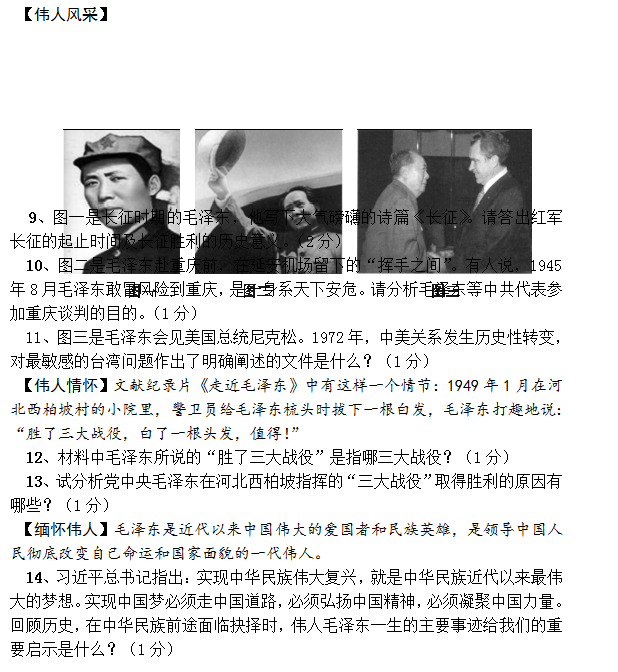 【伟人风采】
9、图一是长征时期的毛泽东，他写下大气磅礴的诗篇《长征》。请答出红军
长征的起止时间及长征胜利的历史意义。（2分）
10、图二是毛泽东赴重庆前，在延安机场留下的“挥手之间”。有人说，1945
年8月毛泽东敢冒风险到重庆，是一身系天下安危。请分析毛泽东等中共代表参
加重庆谈判的目的。（1分）
11、图三是毛泽东会见美国总统尼克松。1972年，中美关系发生历史性转变，
对最敏感的台湾问题作出了明确阐述的文件是什么？（1分）
【伟人情怀】文献纪录片《走近毛泽东》中有这样一个情节：1949年1月在河
北西柏坡村的小院里，警卫员给毛泽东梳头时拔下一根白发，毛泽东打趣地说：
“胜了三大战役，白了一根头发，值得！”
12、材料中毛泽东所说的“胜了三大战役”是指哪三大战役？（1分）
13、试分析党中央毛泽东在河北西柏坡指挥的“三大战役”取得胜利的原因有
哪些？（1分）
【缅怀伟人】毛泽东是近代以来中国伟大的爱国者和民族英雄，是领导中国人
民彻底改变自己命运和国家面貌的一代伟人。
14、习近平总书记指出：实现中华民族伟大复兴，就是中华民族近代以来最伟
大的梦想。实现中国梦必须走中国道路，必须弘扬中国精神，必须凝聚中国力量。
回顾历史，在中华民族前途面临抉择时，伟人毛泽东一生的主要事迹给我们的重
要启示是什么？（1分）